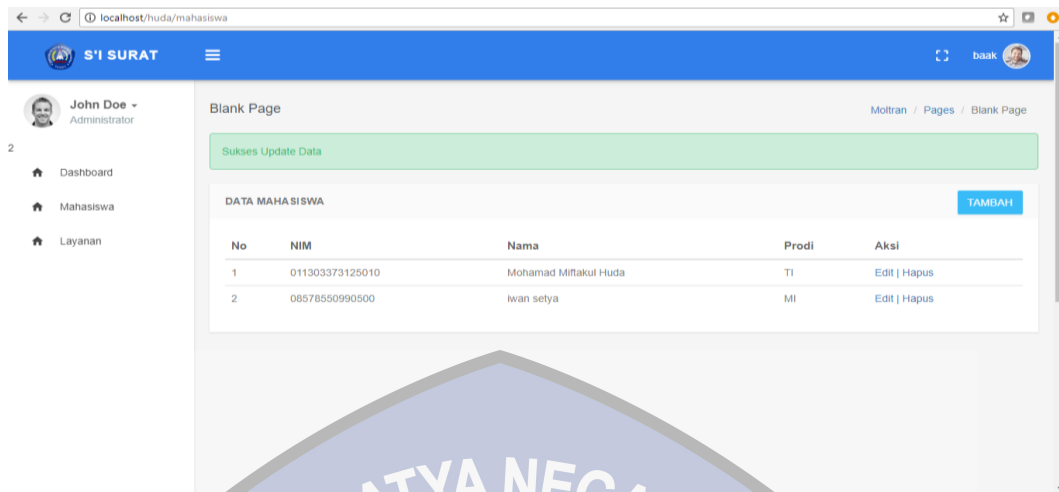 localhost/huda/mahasiswa
S'I SURAT
baak
John Doe
Administrator
2
Dashboard
Mahasiswa
Layanan
Blank Page
Moltran / Pages / Blank Page
Sukses Update Data
DATA MAHASISWA
TAMBAH
No NIM Nama Prodi Aksi
1 011303373125010 Mohamad Miftakul Huda TI Edit | Hapus
2 08578550990500 iwan setya MI Edit | Hapus